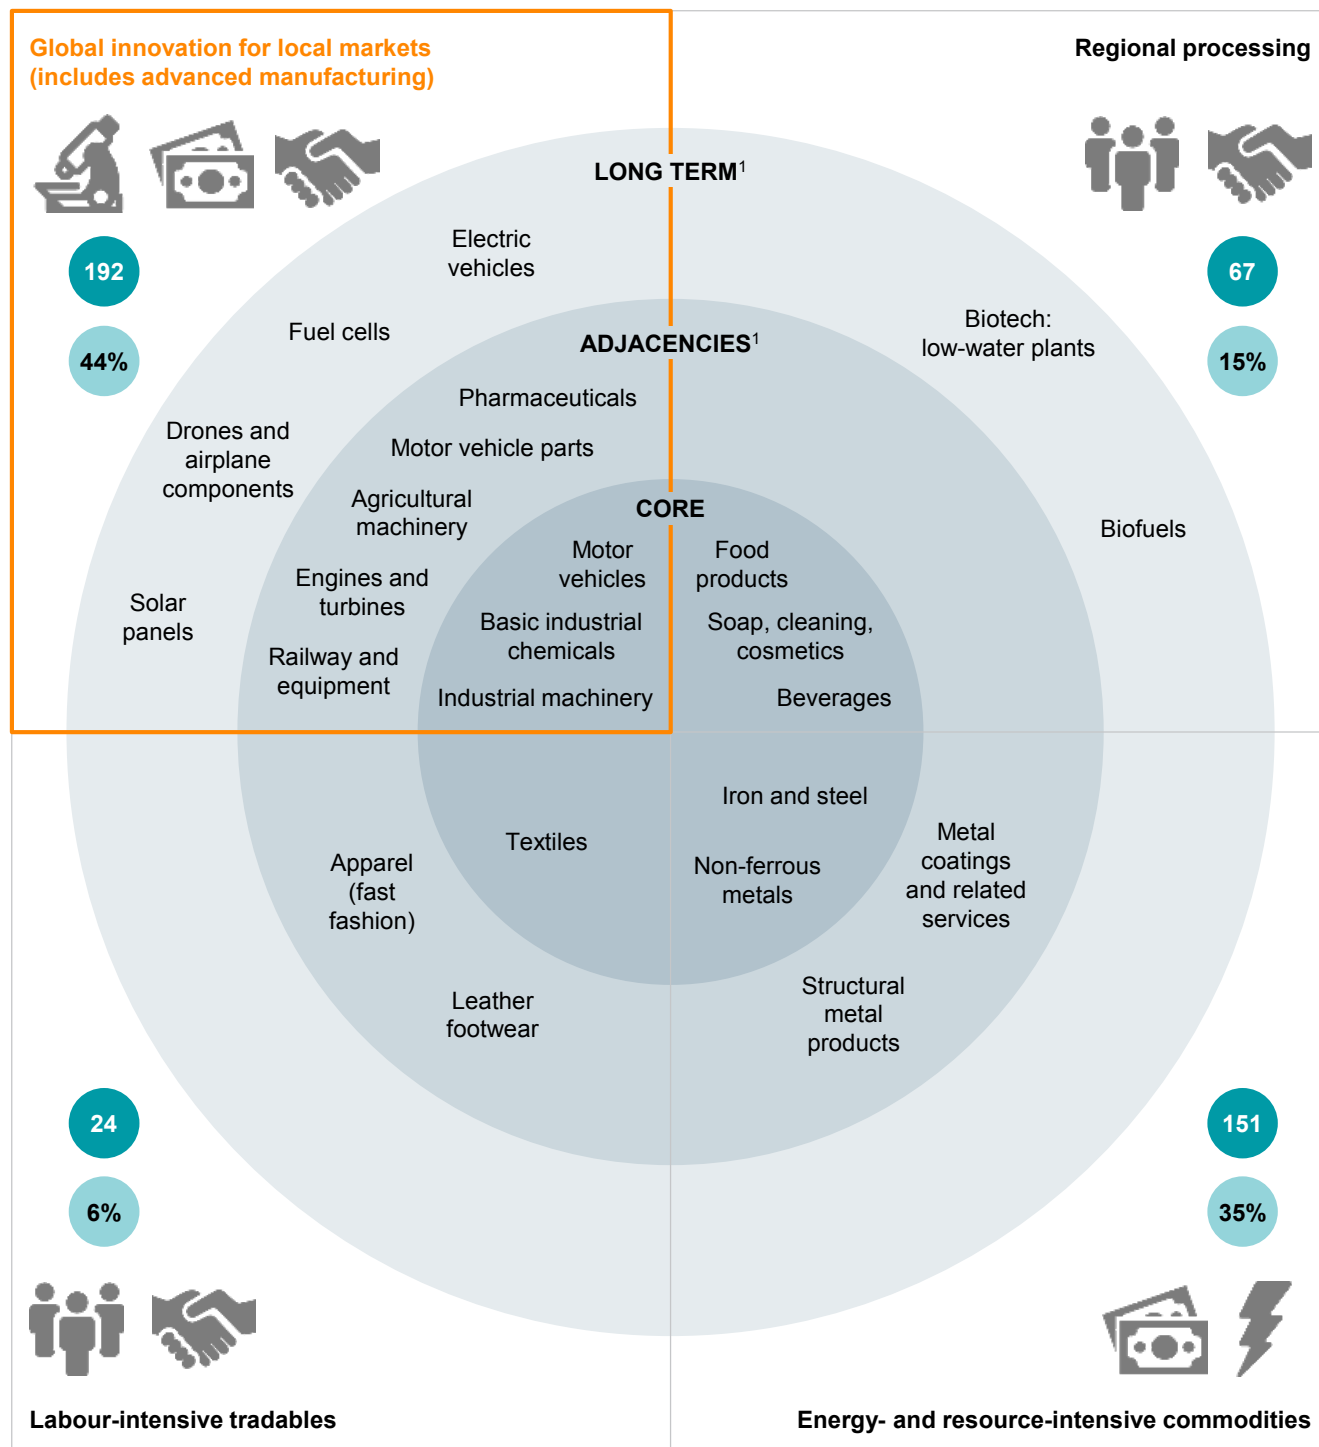 Global innovation for local markets
(includes advanced manufacturing)
Regional processing
LONG TERM¹
192
44%
67
15%
Electric
vehicles
Fuel cells
Drones and
airplane
components
Solar
panels
Biotech:
low-water plants
Biofuels
ADJACENCIES¹
Pharmaceuticals
Motor vehicle parts
Agricultural
machinery
Engines and
turbines
Railway and
equipment
CORE
Motor
vehicles
Basic industrial
chemicals
Industrial machinery
Food
products
Soap, cleaning,
cosmetics
Beverages
Textiles
Iron and steel
Non-ferrous
metals
Apparel
(fast
fashion)
Leather
footwear
Metal
coatings
and related
services
Structural
metal
products
24
6%
151
35%
Labour-intensive tradables
Energy- and resource-intensive commodities